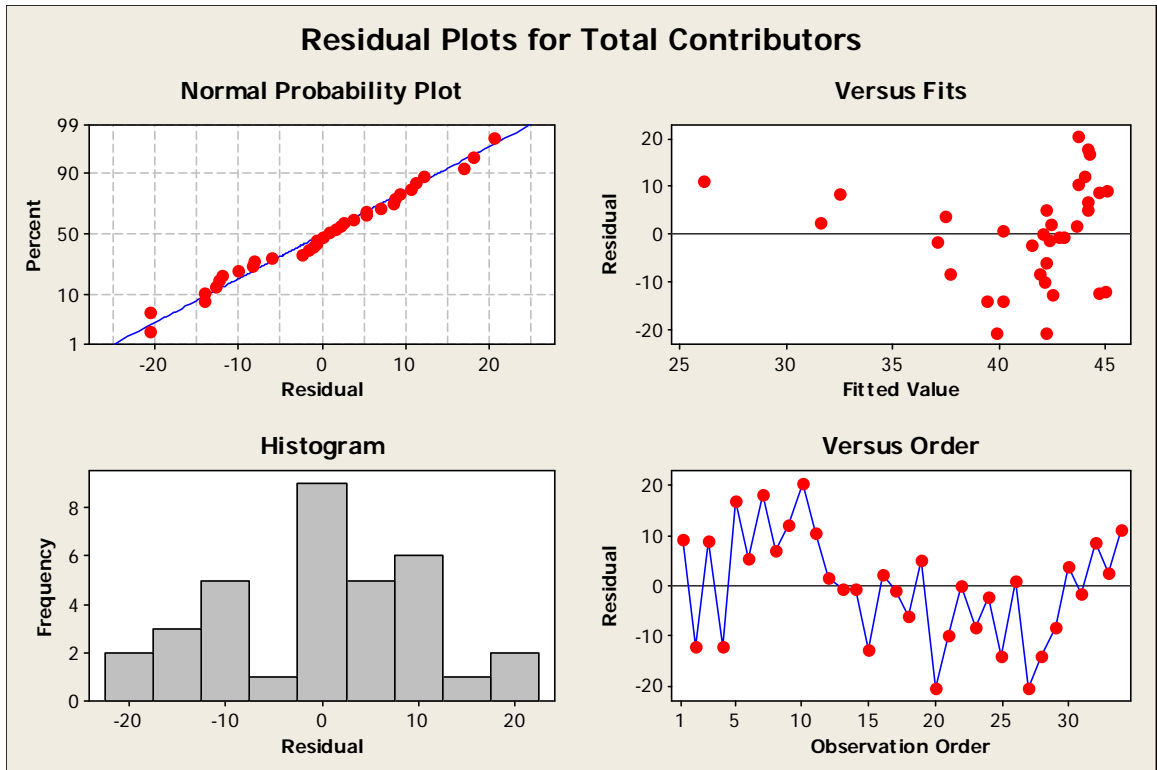 Residual Plots for Total Contributors
Normal Probability Plot
99
90
50
10
1
Percent
-20 -10 0 10 20
Residual
Versus Fits
20
10
0
-10
-20
Residual
25 30 35 40 45
Fitted Value
Histogram
8
6
4
2
0
Frequency
-20 -10 0 10 20
Residual
Versus Order
20
10
0
-10
-20
Residual
1 5 10 15 20 25 30
Observation Order